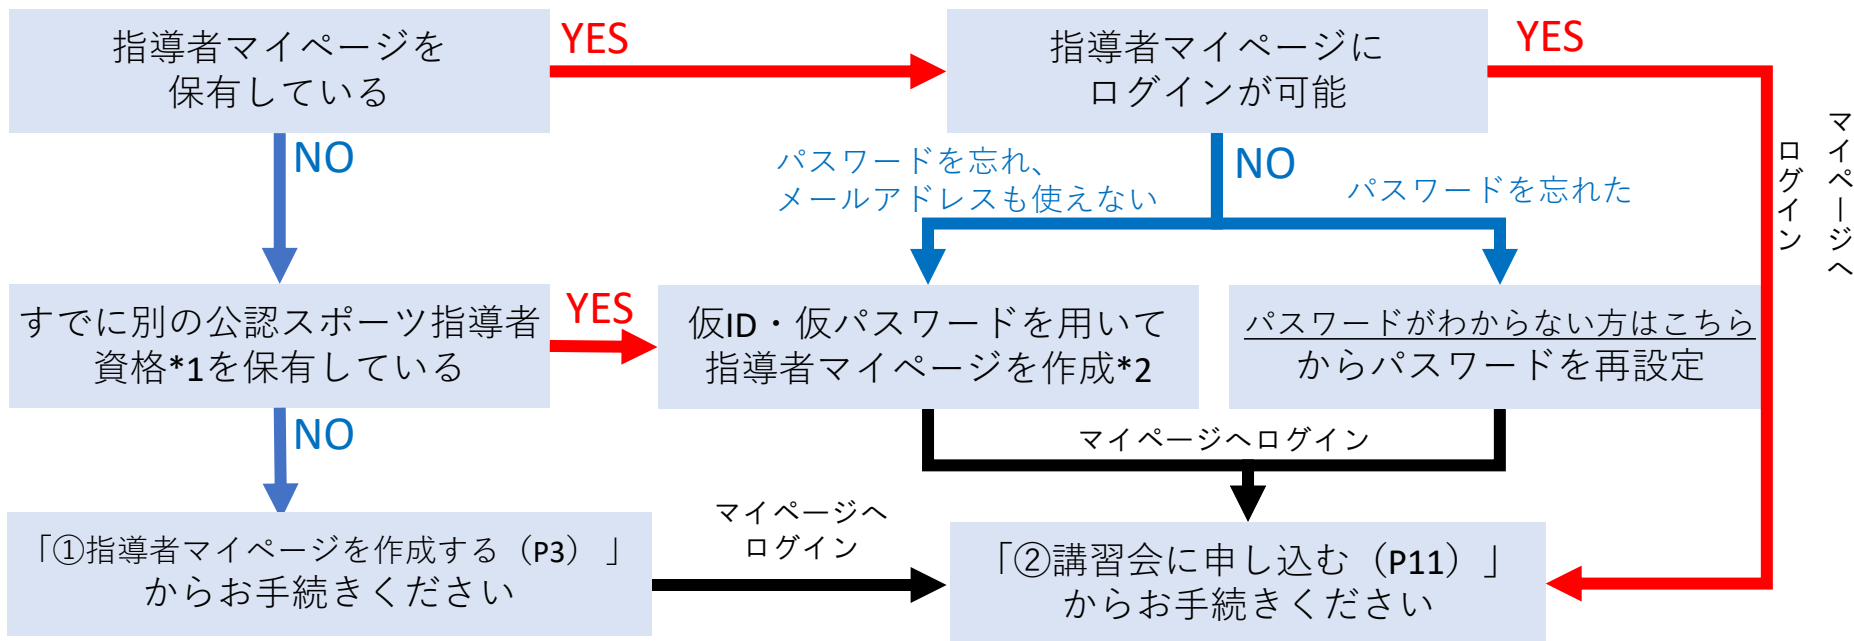 指導者マイページを
保有している
YES
指導者マイページに
ログインが可能
YES
マイページへ
ログイン
NO
パスワードを忘れ、
メールアドレスも使えない
NO
パスワードを忘れた
すでに別の公認スポーツ指導者
資格*1を保有している
YES
仮ID・仮パスワードを用いて
指導者マイページを作成*2
パスワードがわからない方はこちら
からパスワードを再設定
NO
マイページへログイン
「①指導者マイページを作成する（P3）」
からお手続きください
マイページへ
ログイン
「②講習会に申し込む（P11）」
からお手続きください